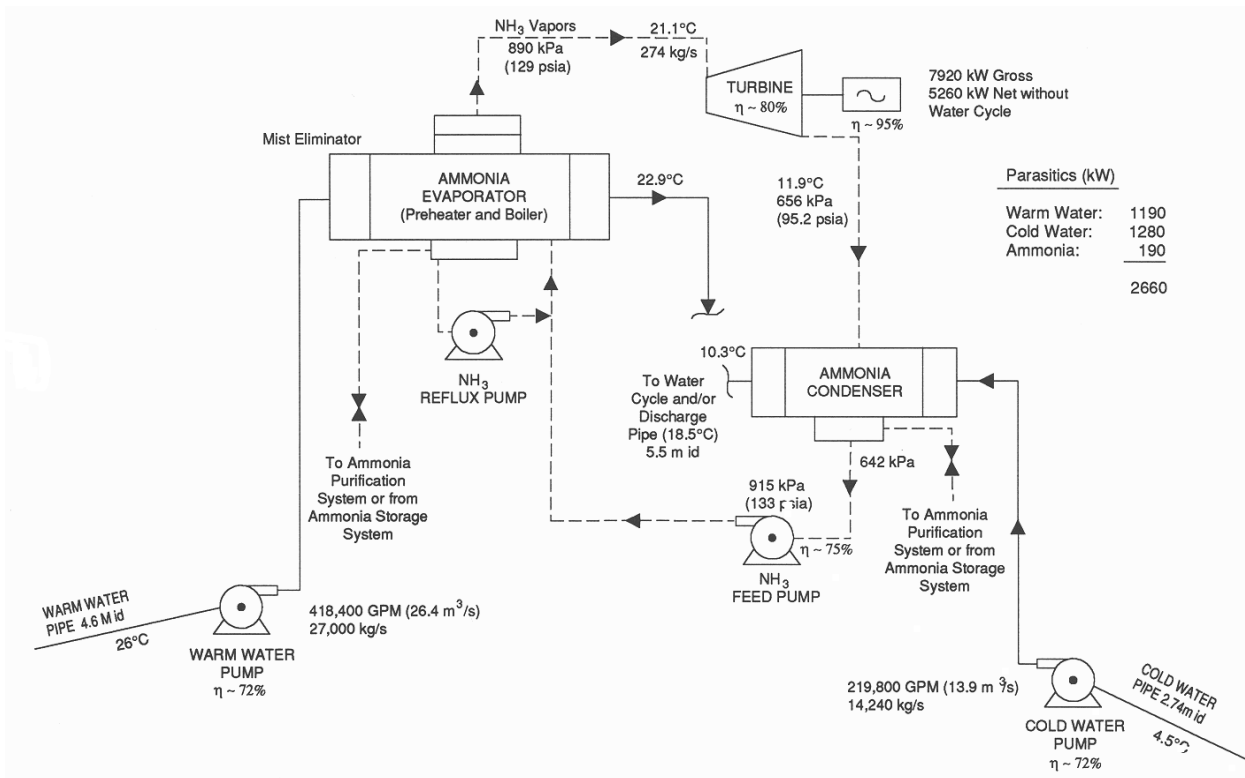 NH3 Vapors
890 kPa
(129 psia)
21.1°C
274 kg/s
TURBINE
η ~ 80%
η ~ 95%
7920 kW Gross
5260 kW Net without
Water Cycle
Mist Eliminator
AMMONIA
EVAPORATOR
(Preheater and Boiler)
22.9°C
11.9°C
656 kPa
(95.2 psia)
Parasitics (kW)
Warm Water: 1190
Cold Water: 1280
Ammonia: 190
2660
NH3
REFLUX PUMP
10.3°C
To Water
Cycle and/or
Discharge
Pipe (18.5°C)
5.5 m id
AMMONIA
CONDENSER
642 kPa
To Ammonia
Purification
System or from
Ammonia Storage
System
915 kPa
(133 psia)
η ~ 75%
NH3
FEED PUMP
To Ammonia
Purification
System or from
Ammonia Storage
System
WARM WATER
PIPE 4.6 M id
26°C
WARM WATER
PUMP
η ~ 72%
418,400 GPM (26.4 m3/s)
27,000 kg/s
219,800 GPM (13.9 m3/s)
14,240 kg/s
COLD WATER
PIPE 2.74m id
4.5°C
COLD WATER
PUMP
η ~ 72%